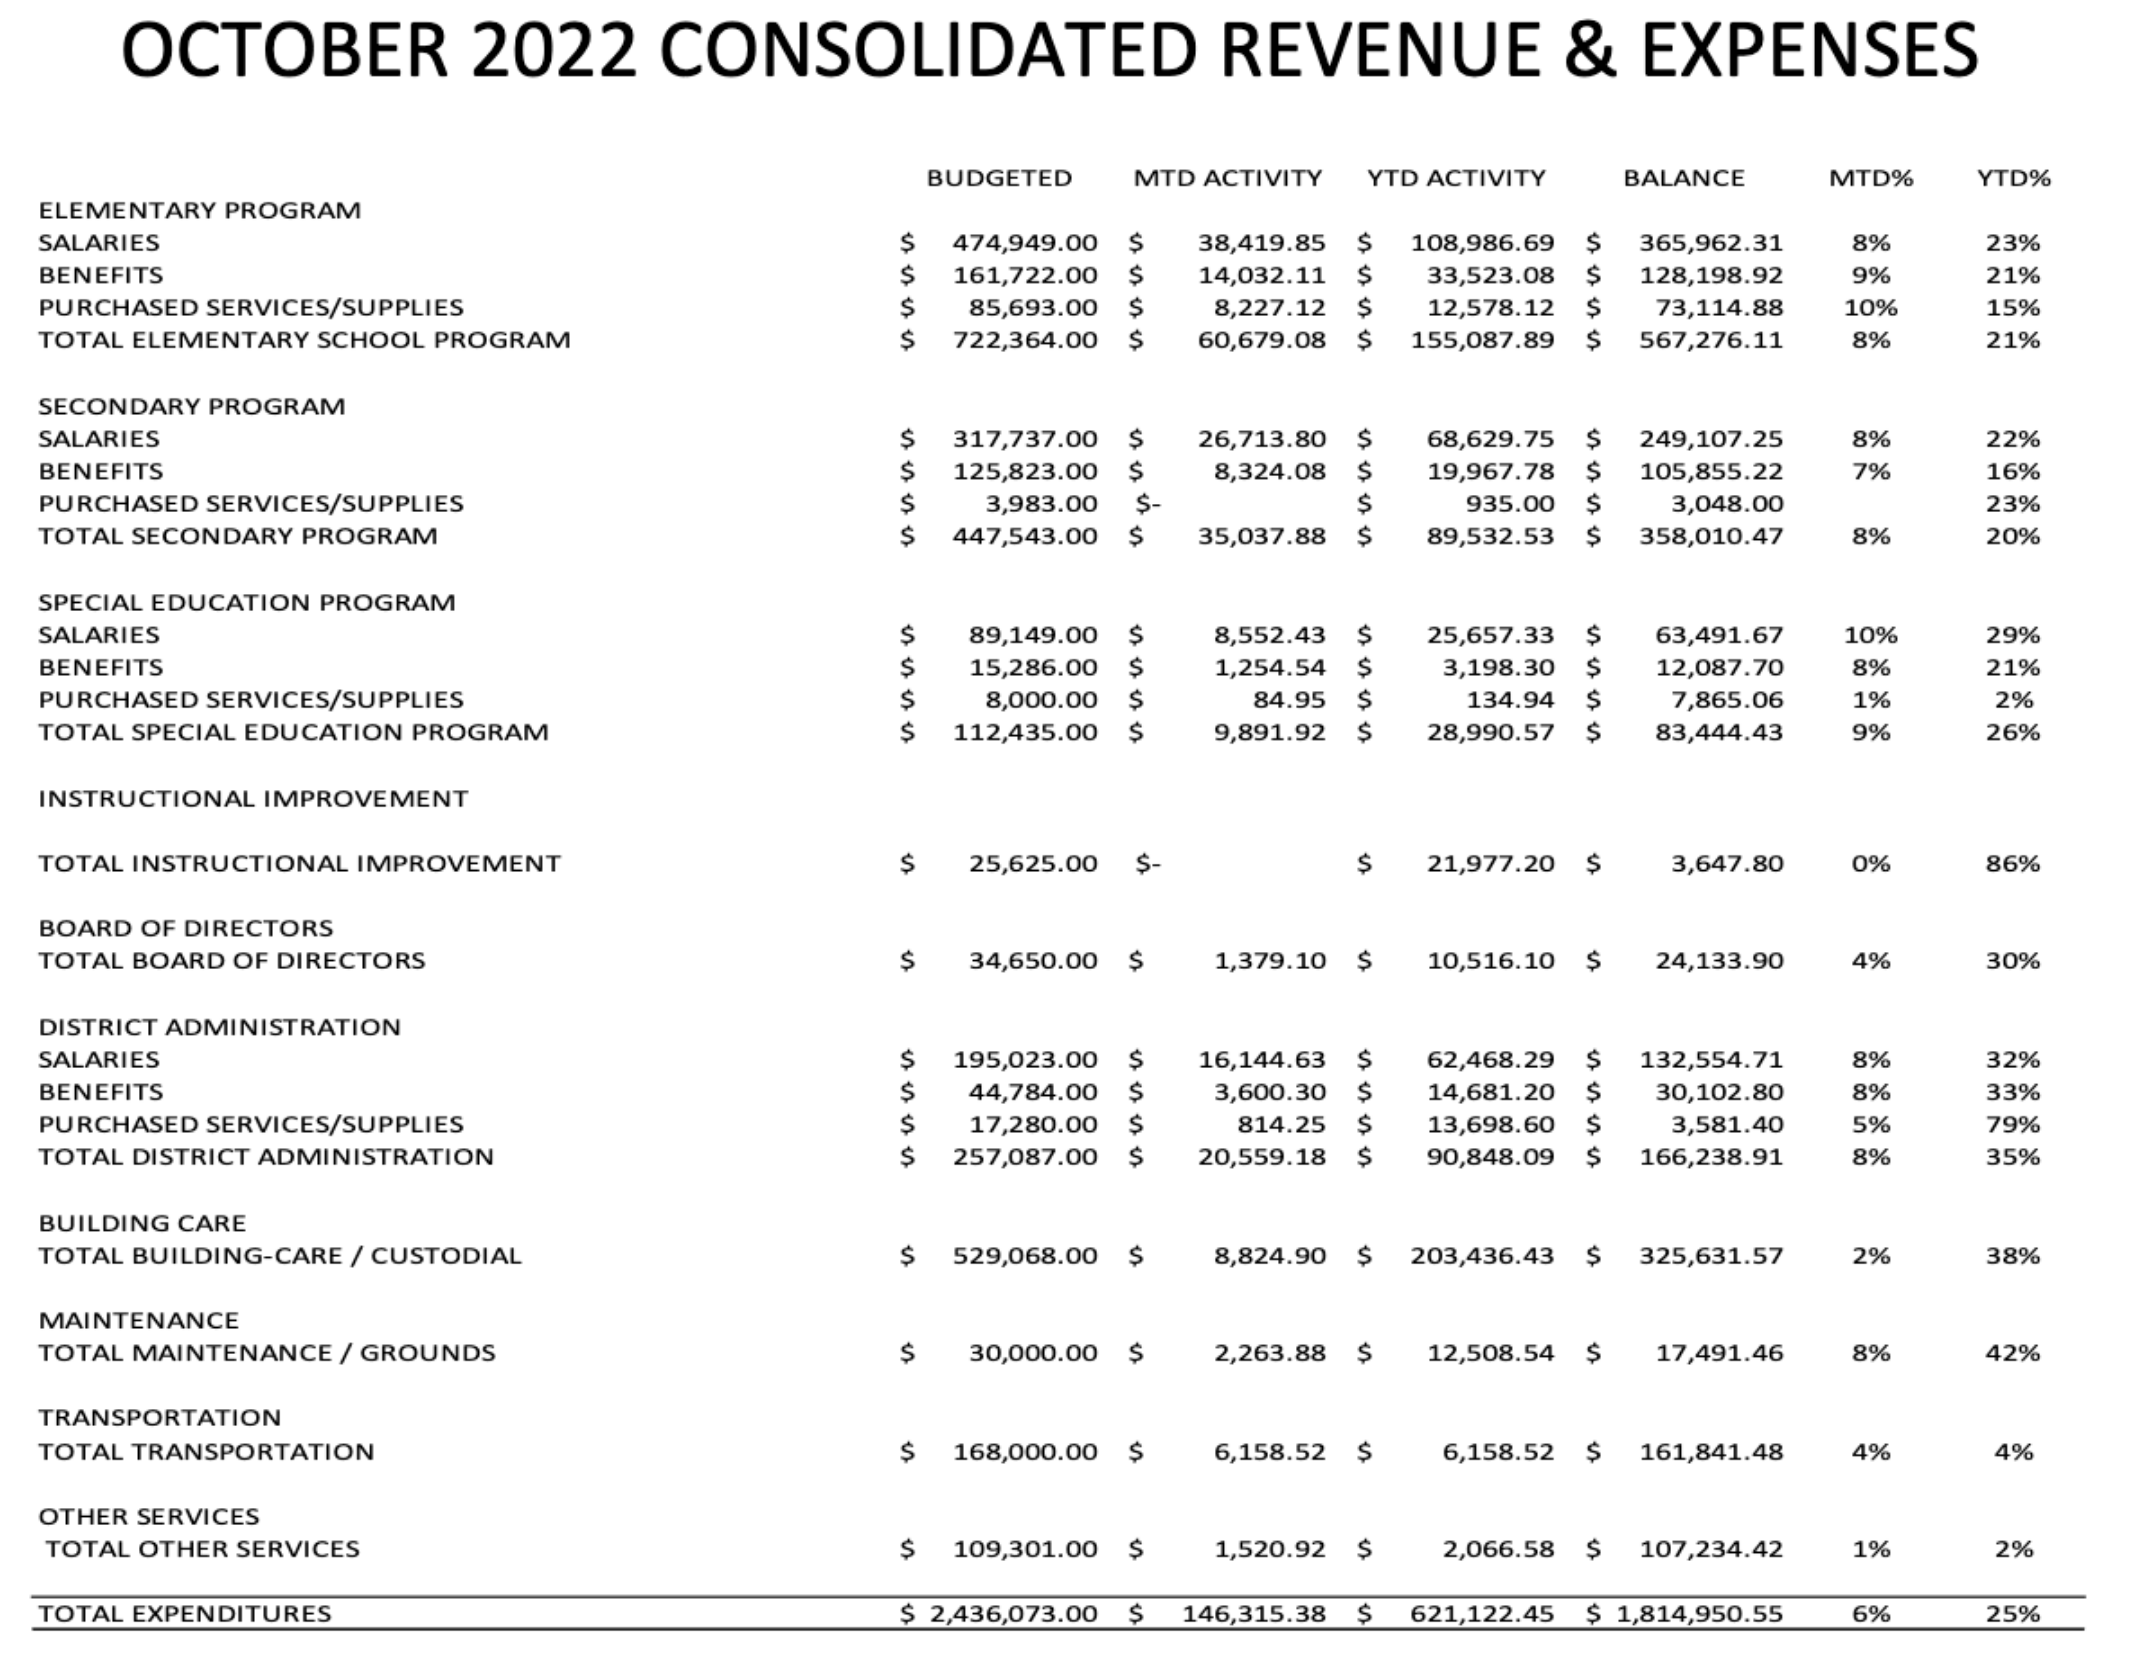 OCTOBER 2022 CONSOLIDATED REVENUE & EXPENSES
BUDGETED MTD ACTIVITY YTD ACTIVITY BALANCE MTD% YTD%
ELEMENTARY PROGRAM
SALARIES $ 474,949.00 $ 38,419.85 $ 108,986.69 $ 365,962.31 8% 23%
BENEFITS $ 161,722.00 $ 14,032.11 $ 33,523.08 $ 128,198.92 9% 21%
PURCHASED SERVICES/SUPPLIES $ 85,693.00 $ 8,227.12 $ 12,578.12 $ 73,114.88 10% 15%
TOTAL ELEMENTARY SCHOOL PROGRAM $ 722,364.00 $ 60,679.08 $ 155,087.89 $ 567,276.11 8% 21%
SECONDARY PROGRAM
SALARIES $ 317,737.00 $ 26,713.80 $ 68,629.75 $ 249,107.25 8% 22%
BENEFITS $ 125,823.00 $ 8,324.08 $ 19,967.78 $ 105,855.22 7% 16%
PURCHASED SERVICES/SUPPLIES $ 3,983.00 $- $ 935.00 $ 3,048.00 23%
TOTAL SECONDARY PROGRAM $ 447,543.00 $ 35,037.88 $ 89,532.53 $ 358,010.47 8% 20%
SPECIAL EDUCATION PROGRAM
SALARIES $ 89,149.00 $ 8,552.43 $ 25,657.33 $ 63,491.67 10% 29%
BENEFITS $ 15,286.00 $ 1,254.54 $ 3,198.30 $ 12,087.70 8% 21%
PURCHASED SERVICES/SUPPLIES $ 8,000.00 $ 84.95 $ 134.94 $ 7,865.06 1% 2%
TOTAL SPECIAL EDUCATION PROGRAM $ 112,435.00 $ 9,891.92 $ 28,990.57 $ 83,444.43 9% 26%
INSTRUCTIONAL IMPROVEMENT
TOTAL INSTRUCTIONAL IMPROVEMENT $ 25,625.00 $- $ 21,977.20 $ 3,647.80 0% 86%
BOARD OF DIRECTORS
TOTAL BOARD OF DIRECTORS $ 34,650.00 $ 1,379.10 $ 10,516.10 $ 24,133.90 4% 30%
DISTRICT ADMINISTRATION
SALARIES $ 195,023.00 $ 16,144.63 $ 62,468.29 $ 132,554.71 8% 32%
BENEFITS $ 44,784.00 $ 3,600.30 $ 14,681.20 $ 30,102.80 8% 33%
PURCHASED SERVICES/SUPPLIES $ 17,280.00 $ 814.25 $ 13,698.60 $ 3,581.40 5% 79%
TOTAL DISTRICT ADMINISTRATION $ 257,087.00 $ 20,559.18 $ 90,848.09 $ 166,238.91 8% 35%
BUILDING CARE
TOTAL BUILDING-CARE / CUSTODIAL $ 529,068.00 $ 8,824.90 $ 203,436.43 $ 325,631.57 2% 38%
MAINTENANCE
TOTAL MAINTENANCE / GROUNDS $ 30,000.00 $ 2,263.88 $ 12,508.54 $ 17,491.46 8% 42%
TRANSPORTATION
TOTAL TRANSPORTATION $ 168,000.00 $ 6,158.52 $ 6,158.52 $ 161,841.48 4% 4%
OTHER SERVICES
TOTAL OTHER SERVICES $ 109,301.00 $ 1,520.92 $ 2,066.58 $ 107,234.42 1% 2%
TOTAL EXPENDITURES $ 2,436,073.00 $ 146,315.38 $ 621,122.45 $ 1,814,950.55 6% 25%